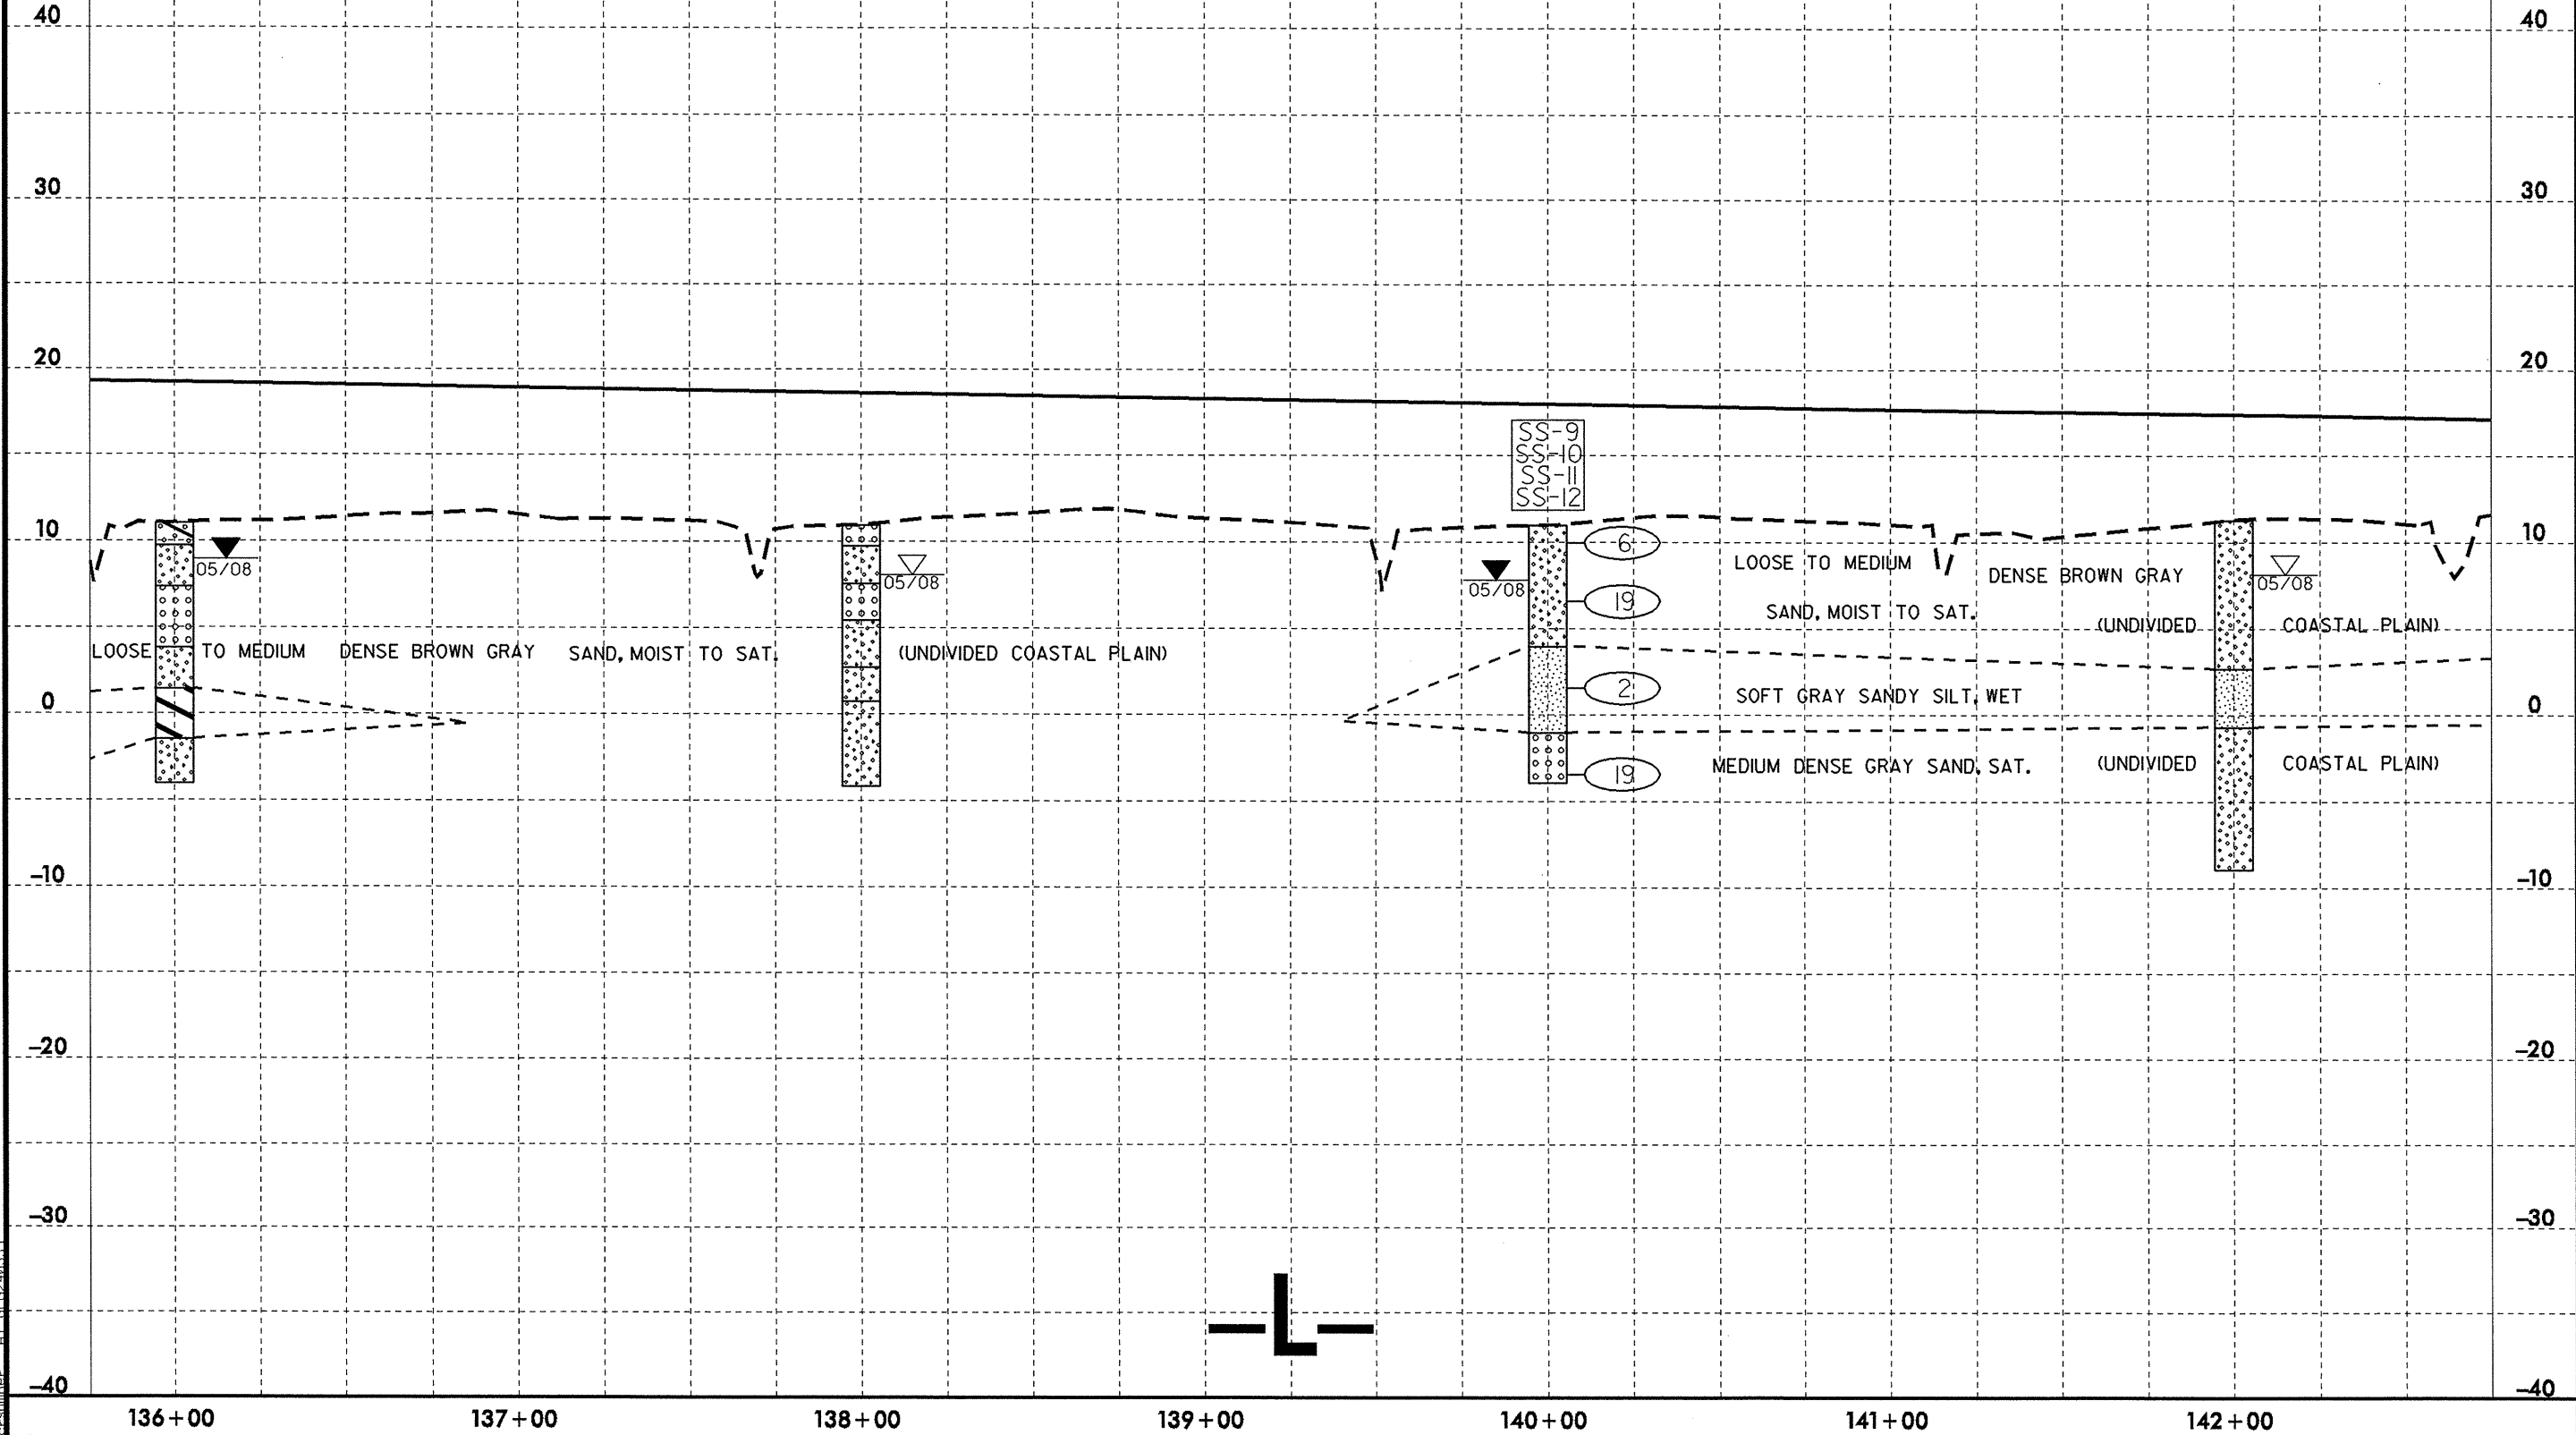 40 40
30 30
20 20
SS-9
SS-10
SS-11
SS-12
10 10
6
05/08
05/08
05/08
05/08
19
LOOSE TO MEDIUM DENSE BROWN GRAY
SAND, MOIST TO SAT. (UNDIVIDED COASTAL PLAIN)
LOOSE TO MEDIUM DENSE BROWN GRAY SAND, MOIST TO SAT. (UNDIVIDED COASTAL PLAIN)
0 0
2
SOFT GRAY SANDY SILT, WET
19
MEDIUM DENSE GRAY SAND, SAT. (UNDIVIDED COASTAL PLAIN)
-10 -10
-20 -20
-30 -30
-L-
-40 -40
136+00 137+00 138+00 139+00 140+00 141+00 142+00